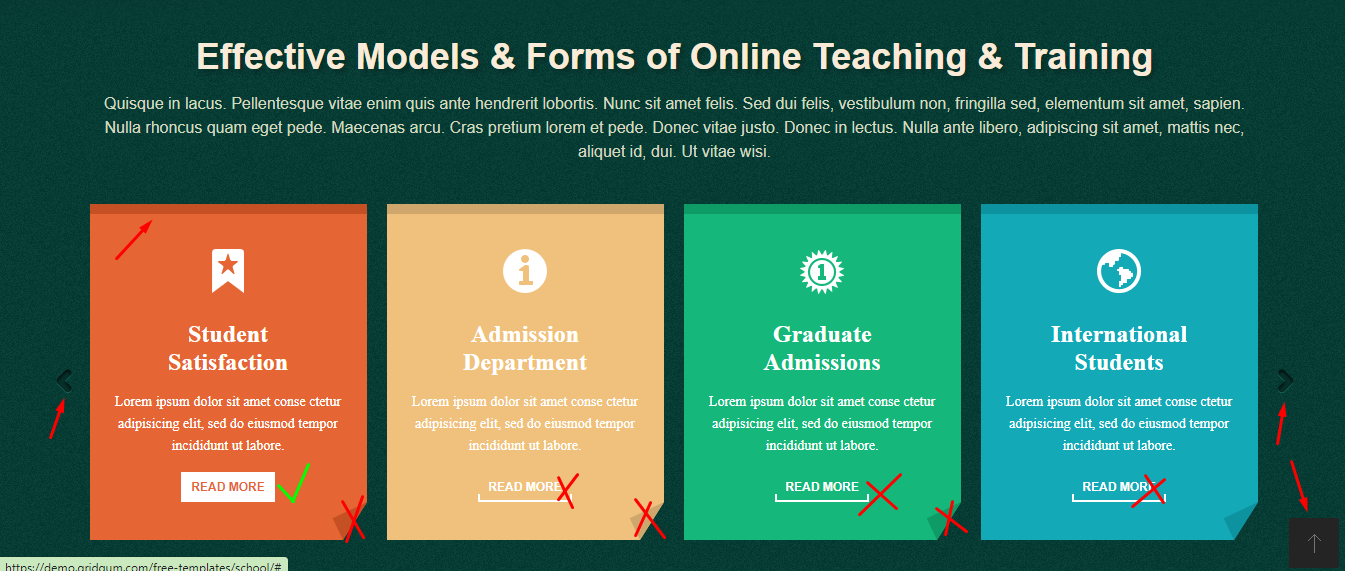 Effective Models & Forms of Online Teaching & Training
Quisque in lacus. Pellentesque vitae enim quis ante hendrerit lobortis. Nunc sit amet felis. Sed dui felis, vestibulum non, fringilla sed, elementum sit amet, sapien.
Nulla rhoncus quam eget pede. Maecenas arcu. Cras pretium lorem et pede. Donec vitae justo. Donec in lectus. Nulla ante libero, adipiscing sit amet, mattis nec,
aliquet id, dui. Ut vitae wisi.
Student
Satisfaction
Lorem ipsum dolor sit amet conse ctetur
adipisicing elit, sed do eiusmod tempor
incididunt ut labore.
READ MORE
Admission
Department
Lorem ipsum dolor sit amet conse ctetur
adipisicing elit, sed do eiusmod tempor
incididunt ut labore.
READ MORE
1
Graduate
Admissions
Lorem ipsum dolor sit amet conse ctetur
adipisicing elit, sed do eiusmod tempor
incididunt ut labore.
READ MORE
International
Students
Lorem ipsum dolor sit amet conse ctetur
adipisicing elit, sed do eiusmod tempor
incididunt ut labore.
READ MORE
https://demo.gridgum.com/free-templates/school/#